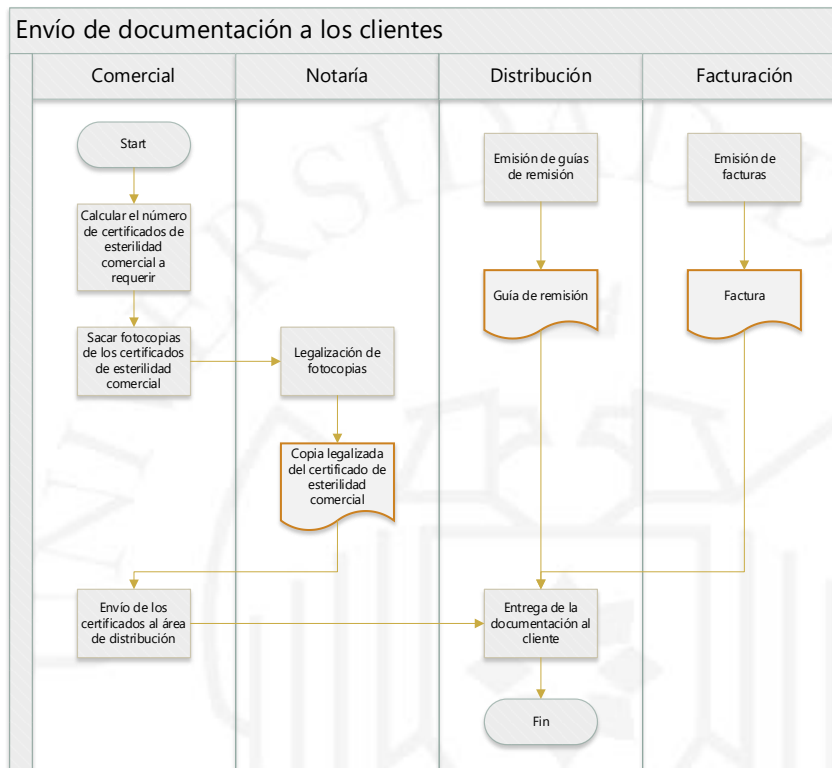 Envío de documentación a los clientes
Comercial
Notaría
Distribución
Facturación
Start
Emisión de guías
de remisión
Emisión de
facturas
Calcular el número
de certificados de
esterilidad
comercial a
requerir
Guía de remisión
Factura
Sacar fotocopias
de los certificados
de esterilidad
comercial
Legalización de
fotocopias
Copia legalizada
del certificado de
esterilidad
comercial
Envío de los
certificados al área
de distribución
Entrega de la
documentación al
cliente
Fin